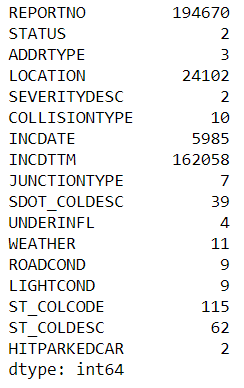 REPORTNO 194670
STATUS 2
ADDRTYPE 3
LOCATION 24102
SEVERITYDESC 2
COLLISIONTYPE 10
INCDATE 5985
INCDTTM 162058
JUNCTIONTYPE 7
SDOT_COLDESC 39
UNDERINFL 4
WEATHER 11
ROADCOND 9
LIGHTCOND 9
ST_COLCODE 115
ST_COLDESC 62
HITPARKEDCAR 2
dtype: int64